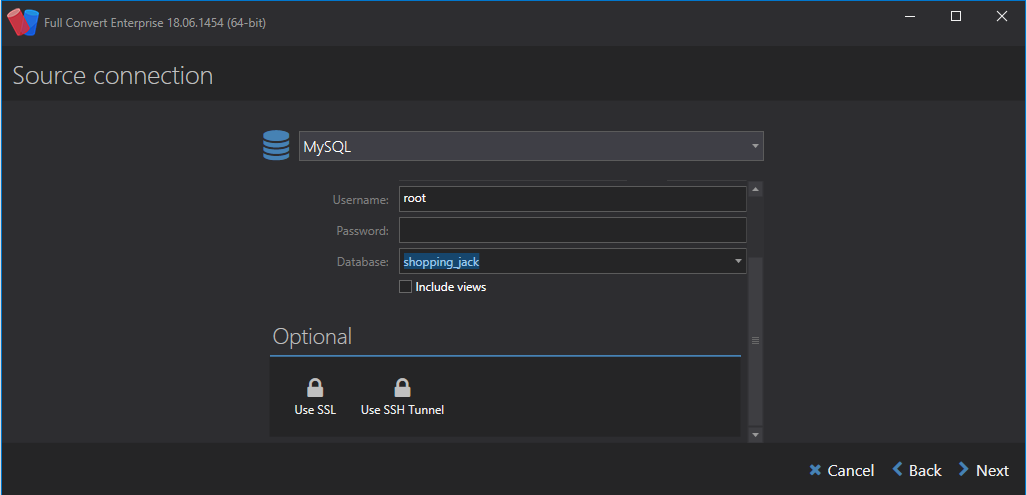 Full Convert Enterprise 18.06.1454 (64-bit)
Source connection
MySQL
Username: root
Password:
Database: shopping_jack
Include views
Optional
Use SSL Use SSH Tunnel
Cancel Back Next